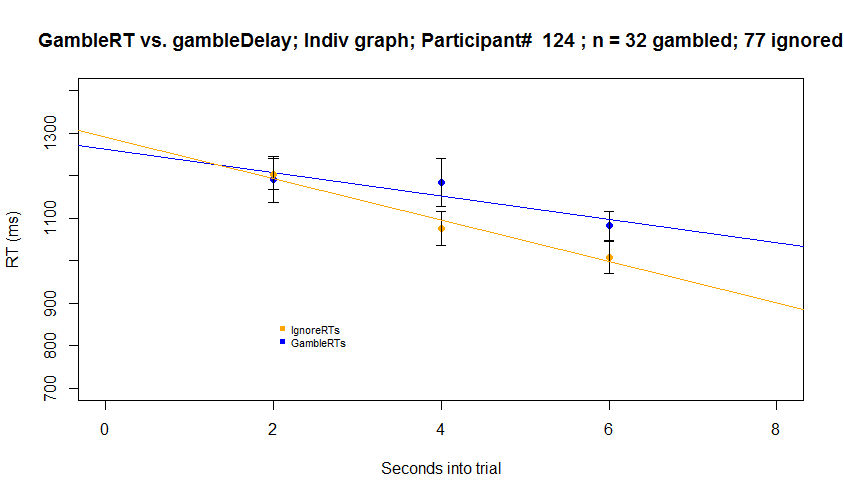 GambleRT vs. gambleDelay; Indiv graph; Participant#  124 ; n = 32 gambled; 77 ignored
RT (ms)
1300
1100
900
800
700
IgnoreRTs
GambleRTs
0 2 4 6 8
Seconds into trial